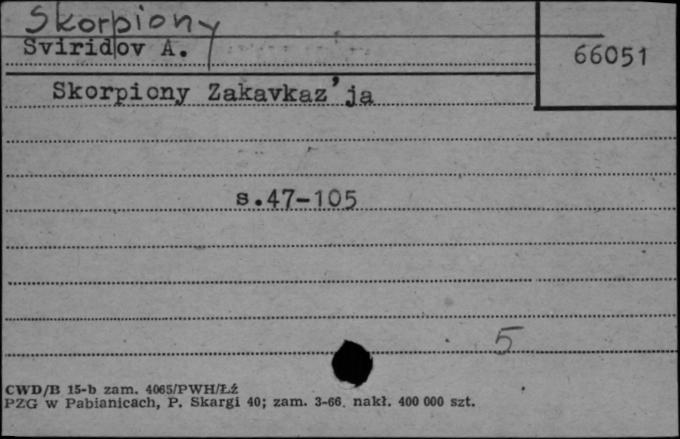 Skorpiony
Sviridov A.
66051
Skorpiony Zakavkaz'ja
s.47-105
5
CWD/B 15-b zam. 4065/PWH/Łż
PZG w Pabianicach, P. Skargi 40; zam. 3-66. nakł. 400 000 szt.